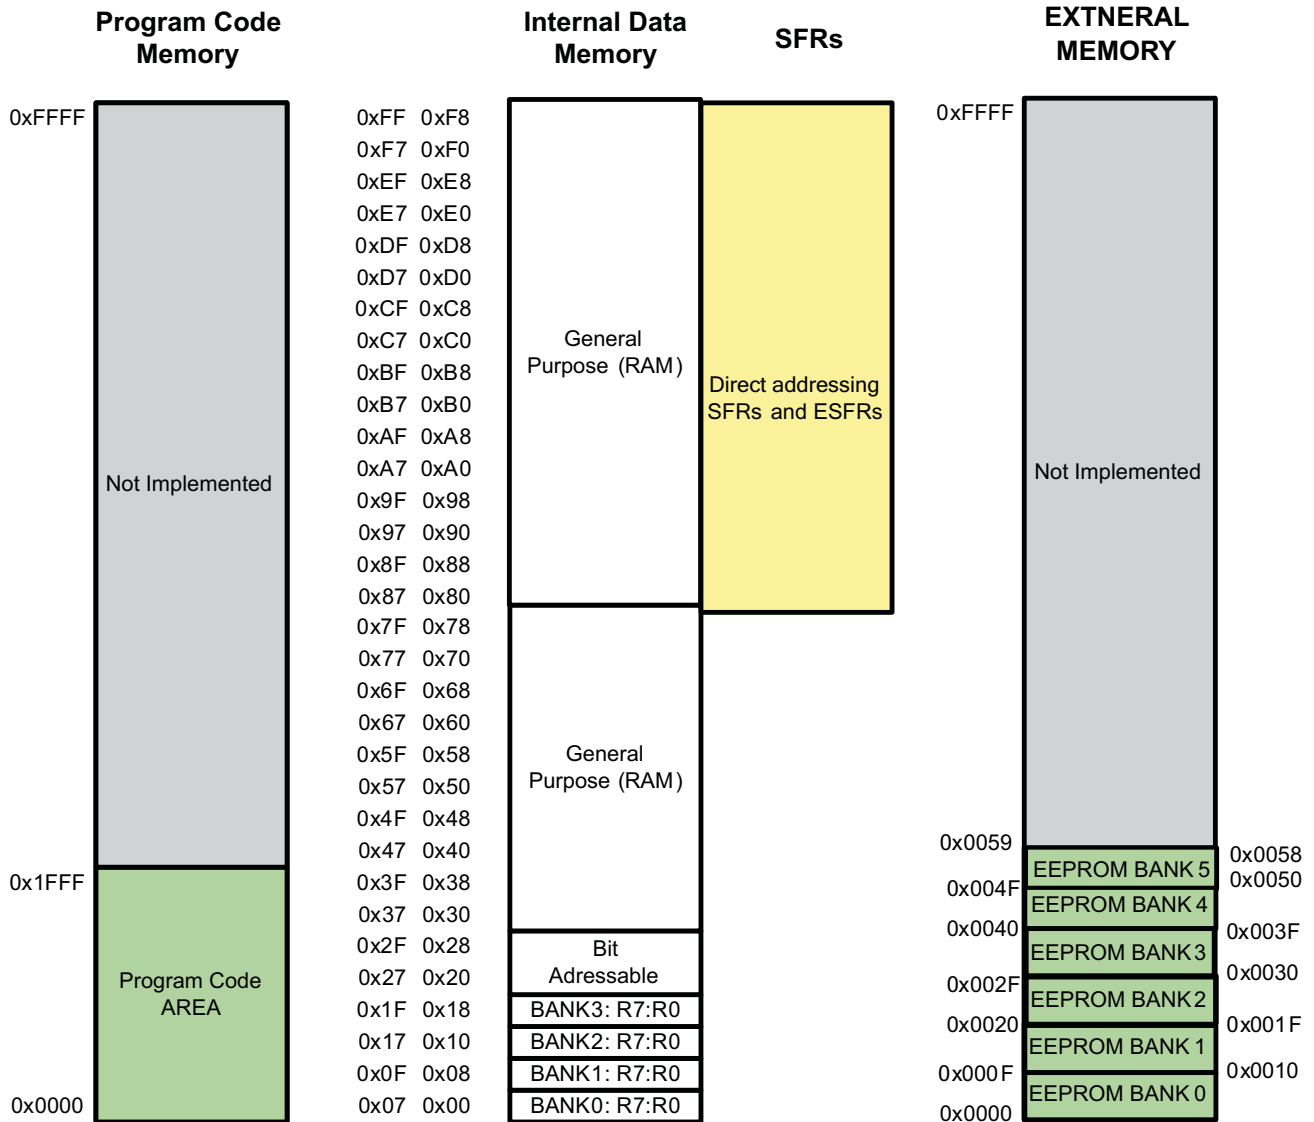 Program Code
Memory
0xFFFF
Not Implemented
0x1FFF
Program Code
AREA
0x0000
Internal Data
Memory
SFRs
0xFF 0xF8
0xF7 0xF0
0xEF 0xE8
0xE7 0xE0
0xDF 0xD8
0xD7 0xD0
0xCF 0xC8
0xC7 0xC0
0xBF 0xB8
0xB7 0xB0
0xAF 0xA8
0xA7 0xA0
0x9F 0x98
0x97 0x90
0x8F 0x88
0x87 0x80
0x7F 0x78
0x77 0x70
0x6F 0x68
0x67 0x60
0x5F 0x58
0x57 0x50
0x4F 0x48
0x47 0x40
0x3F 0x38
0x37 0x30
0x2F 0x28
0x27 0x20
0x1F 0x18
0x17 0x10
0x0F 0x08
0x07 0x00
General
Purpose (RAM)
General
Purpose (RAM)
Bit
Adressable
BANK3: R7:R0
BANK2: R7:R0
BANK1: R7:R0
BANK0: R7:R0
Direct addressing
SFRs and ESFRs
EXTNERAL
MEMORY
0xFFFF
Not Implemented
0x0059
0x004F
0x0040
0x002F
0x0020
0x000F
0x0000
EEPROM BANK 5
EEPROM BANK 4
EEPROM BANK 3
EEPROM BANK 2
EEPROM BANK 1
EEPROM BANK 0
0x0058
0x0050
0x003F
0x0030
0x001F
0x0010